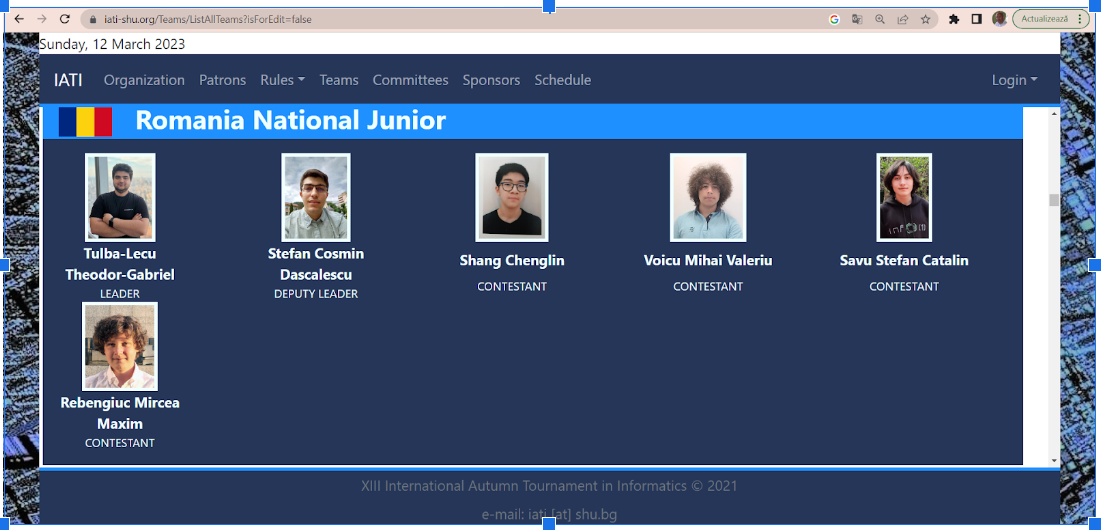 iati-shu.org/Teams/ListAllTeams?isForEdit=false
Actualizează
Sunday, 12 March 2023
IATI Organization Patrons Rules Teams Committees Sponsors Schedule Login
Romania National Junior
Tulba-Lecu
Theodor-Gabriel
LEADER
Stefan Cosmin
Dascalescu
DEPUTY LEADER
Shang Chenglin
CONTESTANT
Voicu Mihai Valeriu
CONTESTANT
Savu Stefan Catalin
CONTESTANT
Rebengiuc Mircea
Maxim
CONTESTANT
XIII International Autumn Tournament in Informatics © 2021
e-mail: iati [at] shu.bg